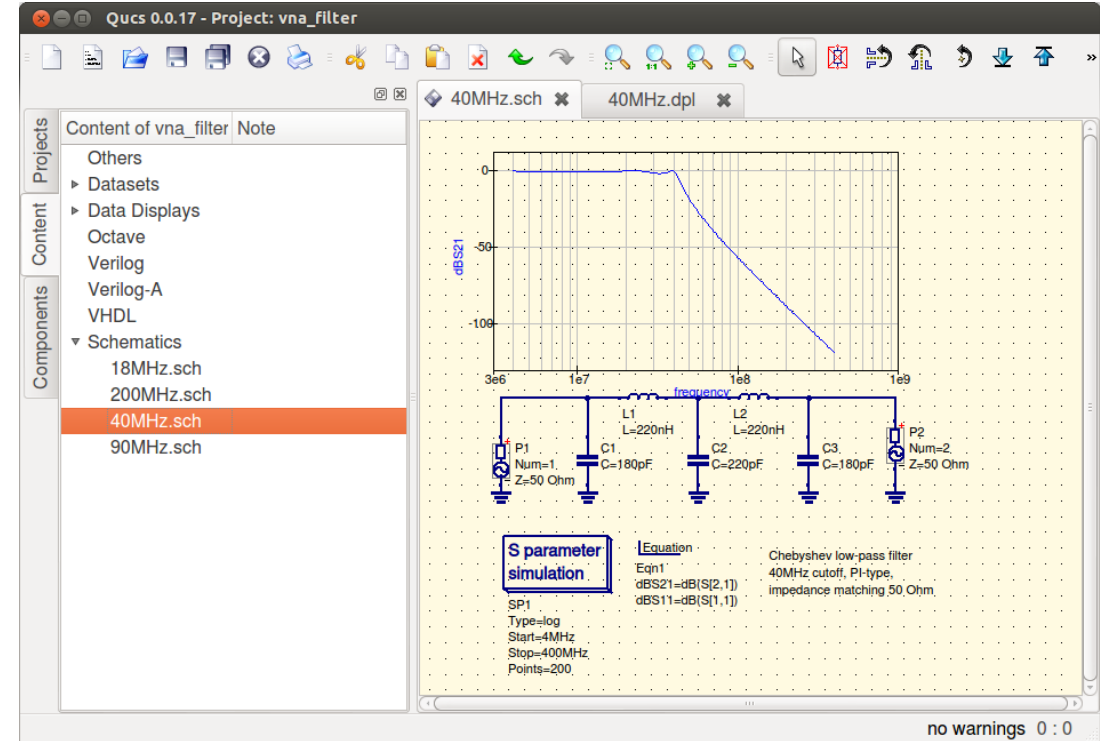 Qucs 0.0.17 - Project: vna_filter
1:1
»
40MHz.sch
40MHz.dpl
Projects
Content
Components
Content of vna_filter Note
Others
Datasets
Data Displays
Octave
Verilog
Verilog-A
VHDL
Schematics
18MHz.sch
200MHz.sch
40MHz.sch
90MHz.sch
0
-50
-100
dBS21
3e6 1e7 1e8 1e9
frequency
L1
L=220nH
L2
L=220nH
P1
Num=1
Z=50 Ohm
C1
C=180pF
C2
C=220pF
C3
C=180pF
P2
Num=2
Z=50 Ohm
S parameter
simulation
SP1
Type=log
Start=4MHz
Stop=400MHz
Points=200
Equation
Eqn1
dBS21=dB(S[2,1])
dBS11=dB(S[1,1])
Chebyshev low-pass filter
40MHz cutoff, PI-type,
impedance matching 50 Ohm
no warnings 0 : 0